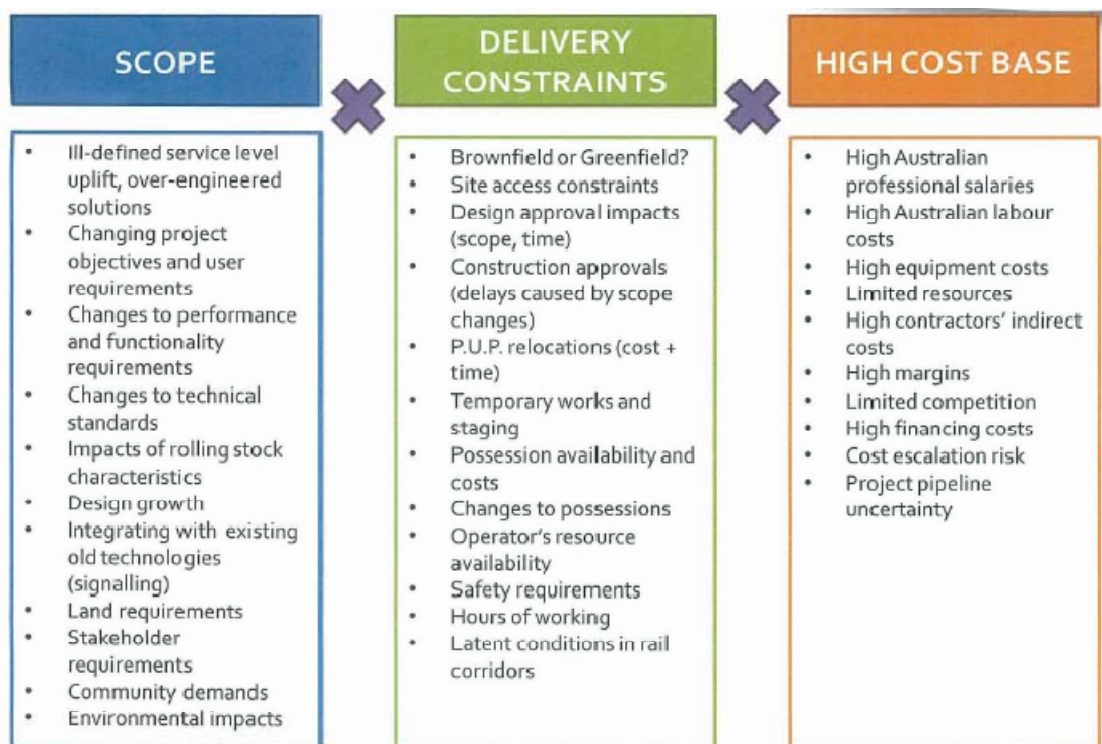 SCOPE
• Ill-defined service level
uplift, over-engineered
solutions
• Changing project
objectives and user
requirements
• Changes to performance
and functionality
requirements
• Changes to technical
standards
• Impacts of rolling stock
characteristics
• Design growth
• Integrating with existing
old technologies
(signalling)
• Land requirements
• Stakeholder
requirements
• Community demands
• Environmental impacts
DELIVERY
CONSTRAINTS
• Brownfield or Greenfield?
• Site access constraints
• Design approval impacts
(scope, time)
• Construction approvals
(delays caused by scope
changes)
• P.U.P. relocations (cost +
time)
• Temporary works and
staging
• Possession availability and
costs
• Changes to possessions
• Operator's resource
availability
• Safety requirements
• Hours of working
• Latent conditions in rail
corridors
HIGH COST BASE
• High Australian
professional salaries
• High Australian labour
costs
• High equipment costs
• Limited resources
• High contractors' indirect
costs
• High margins
• Limited competition
• High financing costs
• Cost escalation risk
• Project pipeline
uncertainty